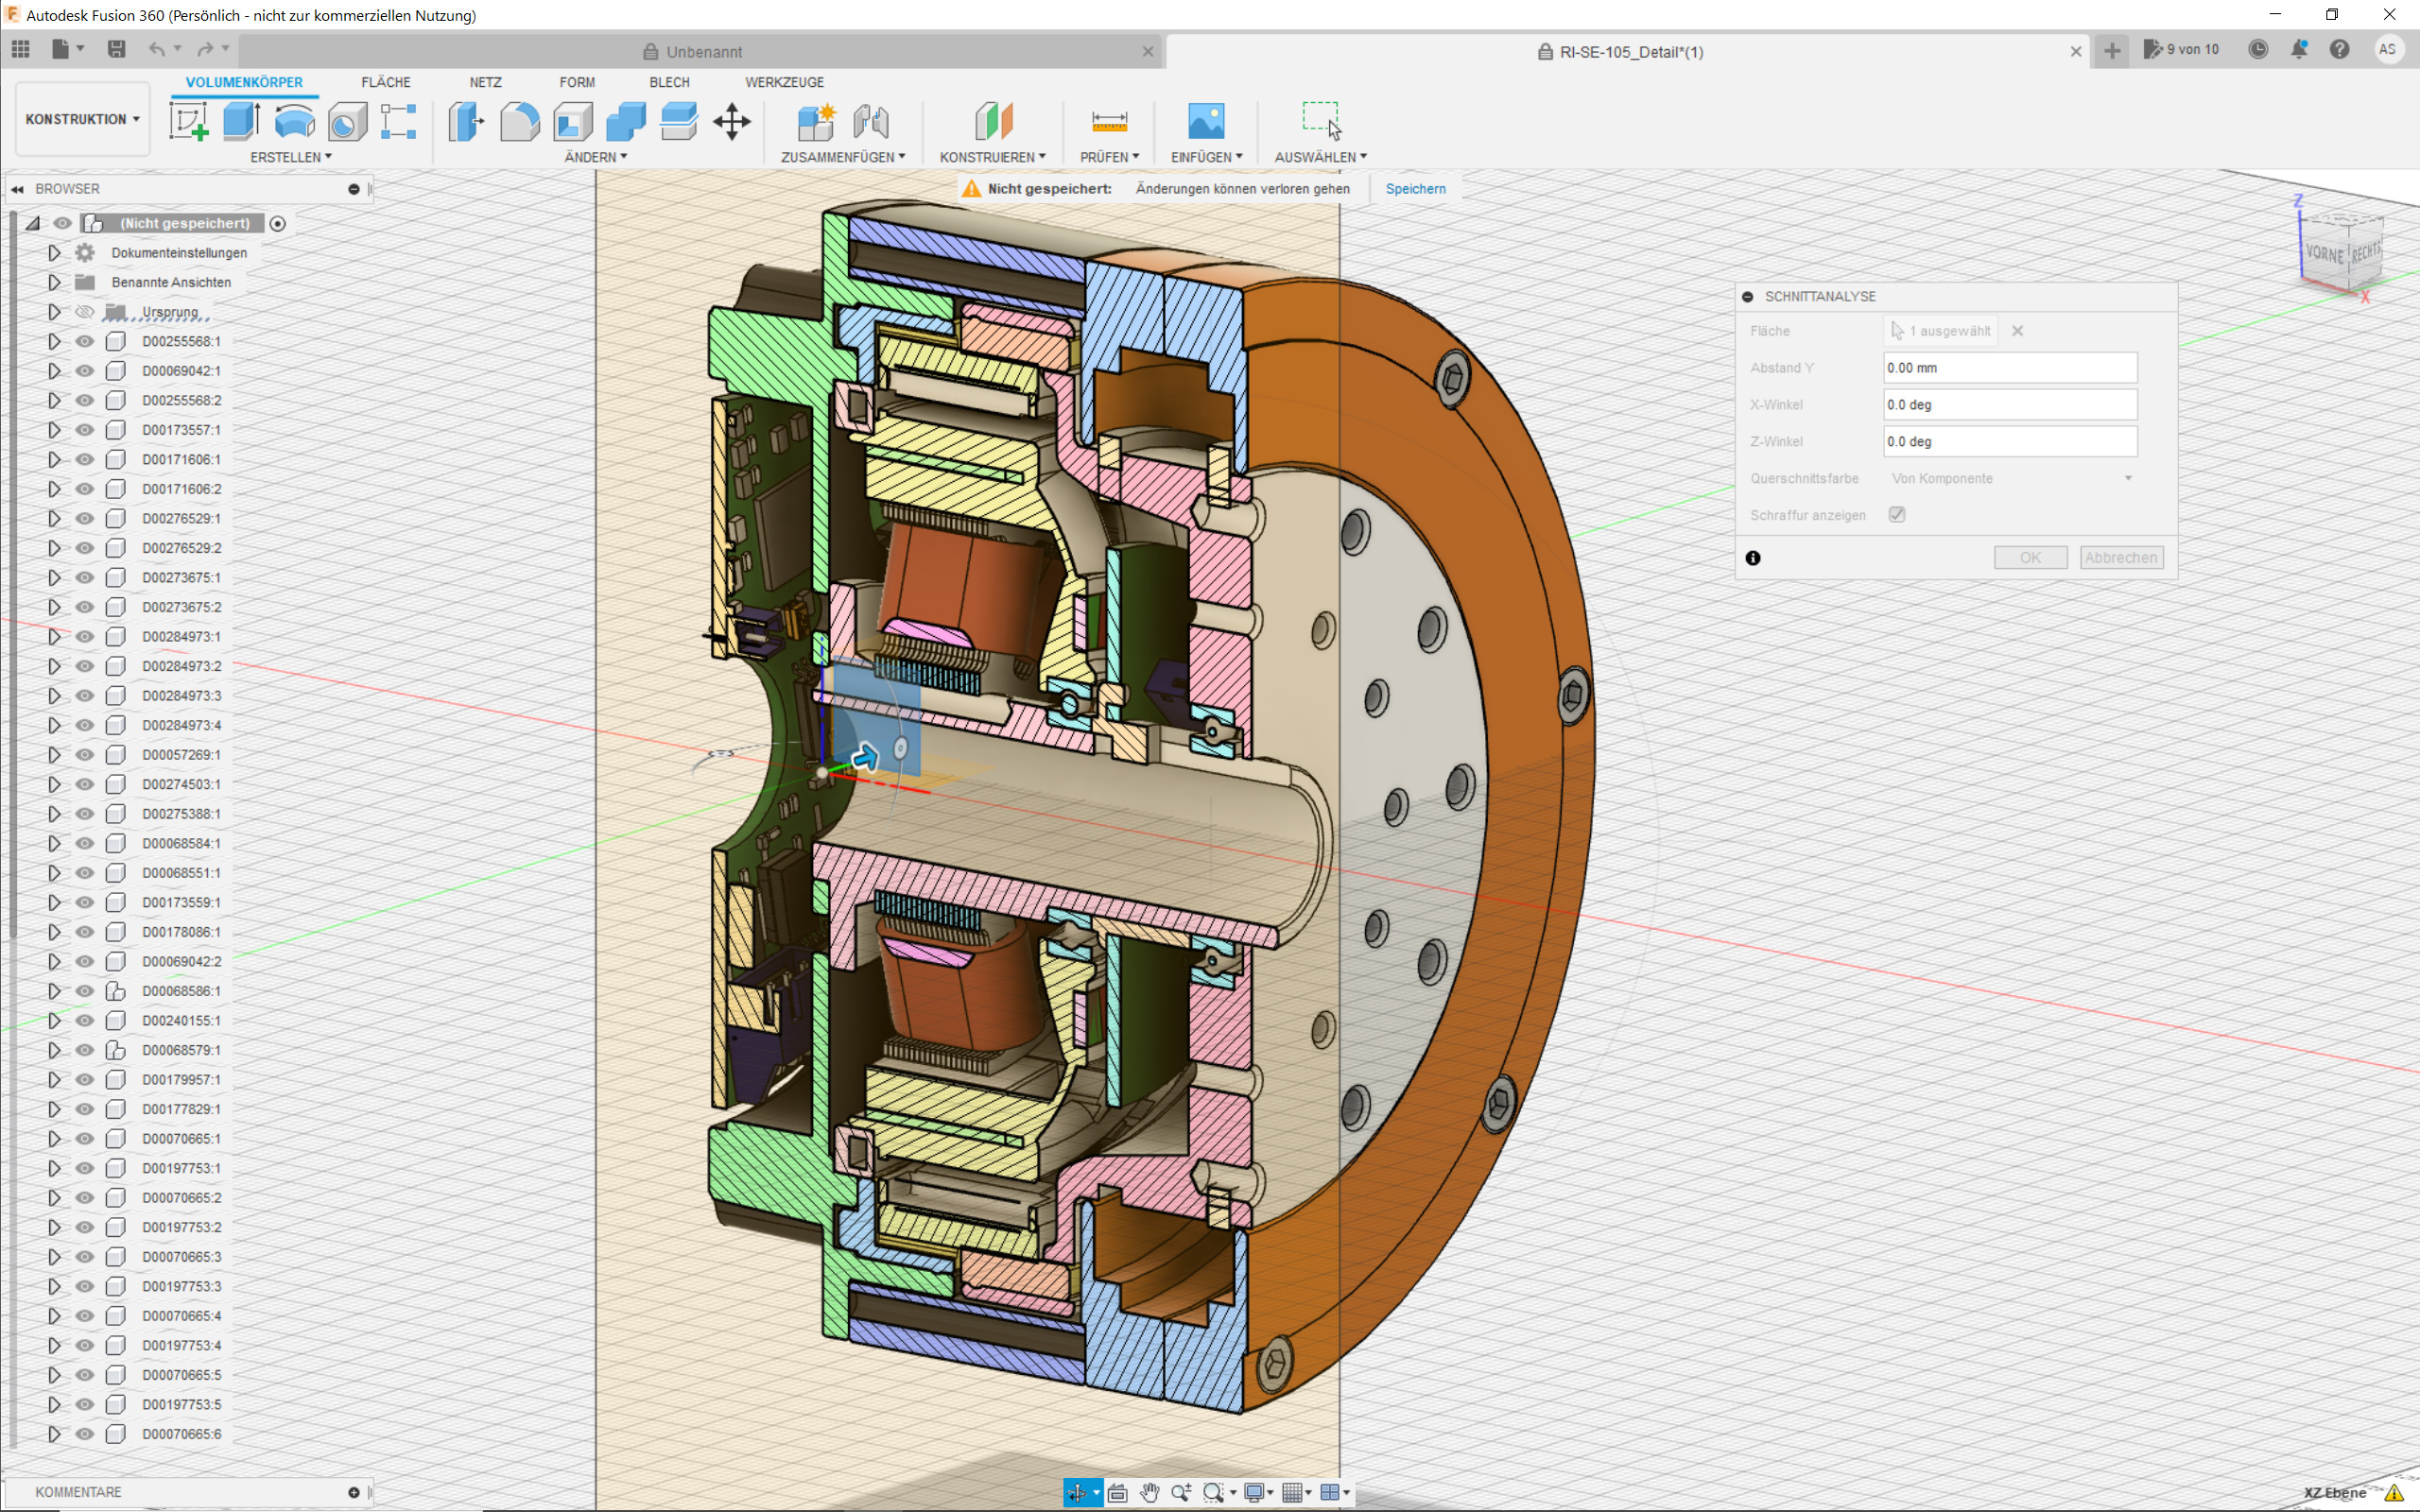 Autodesk Fusion 360 (Persönlich - nicht zur kommerziellen Nutzung)
Unbenannt
RI-SE-105_Detail*(1)
9 von 10
AS
VOLUMENKÖRPER FLÄCHE NETZ FORM BLECH WERKZEUGE
KONSTRUKTION
ERSTELLEN ÄNDERN ZUSAMMENFÜGEN KONSTRUIEREN PRÜFEN EINFÜGEN AUSWÄHLEN
BROWSER
Nicht gespeichert: Änderungen können verloren gehen Speichern
(Nicht gespeichert)
Dokumenteinstellungen
Benannte Ansichten
Ursprung
D00255568:1
D00069042:1
D00255568:2
D00173557:1
D00171606:1
D00171606:2
D00276529:1
D00276529:2
D00273675:1
D00273675:2
D00284973:1
D00284973:2
D00284973:3
D00284973:4
D00057269:1
D00274503:1
D00275388:1
D00068584:1
D00068551:1
D00173559:1
D00178086:1
D00069042:2
D00068586:1
D00240155:1
D00068579:1
D00179957:1
D00177829:1
D00070665:1
D00197753:1
D00070665:2
D00197753:2
D00070665:3
D00197753:3
D00070665:4
D00197753:4
D00070665:5
D00197753:5
D00070665:6
KOMMENTARE
Z
VORNE RECHTS
X
SCHNITTANALYSE
Fläche 1 ausgewählt
Abstand Y 0.00 mm
X-Winkel 0.0 deg
Z-Winkel 0.0 deg
Querschnittsfarbe Von Komponente
Schraffur anzeigen
OK Abbrechen
XZ Ebene